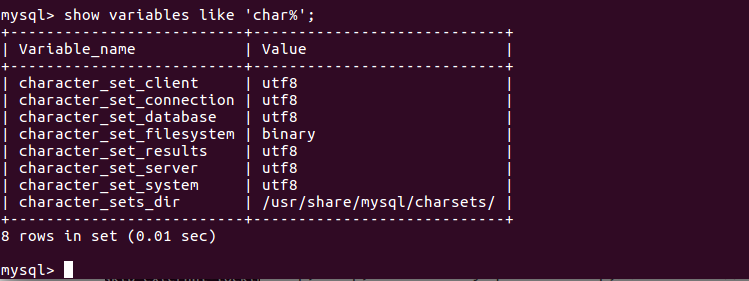 mysql> show variables like 'char%';
+--------------------------+----------------------------+
| Variable_name            | Value                      |
+--------------------------+----------------------------+
| character_set_client     | utf8                       |
| character_set_connection | utf8                       |
| character_set_database   | utf8                       |
| character_set_filesystem | binary                     |
| character_set_results    | utf8                       |
| character_set_server     | utf8                       |
| character_set_system     | utf8                       |
| character_sets_dir       | /usr/share/mysql/charsets/ |
+--------------------------+----------------------------+
8 rows in set (0.01 sec)
mysql>